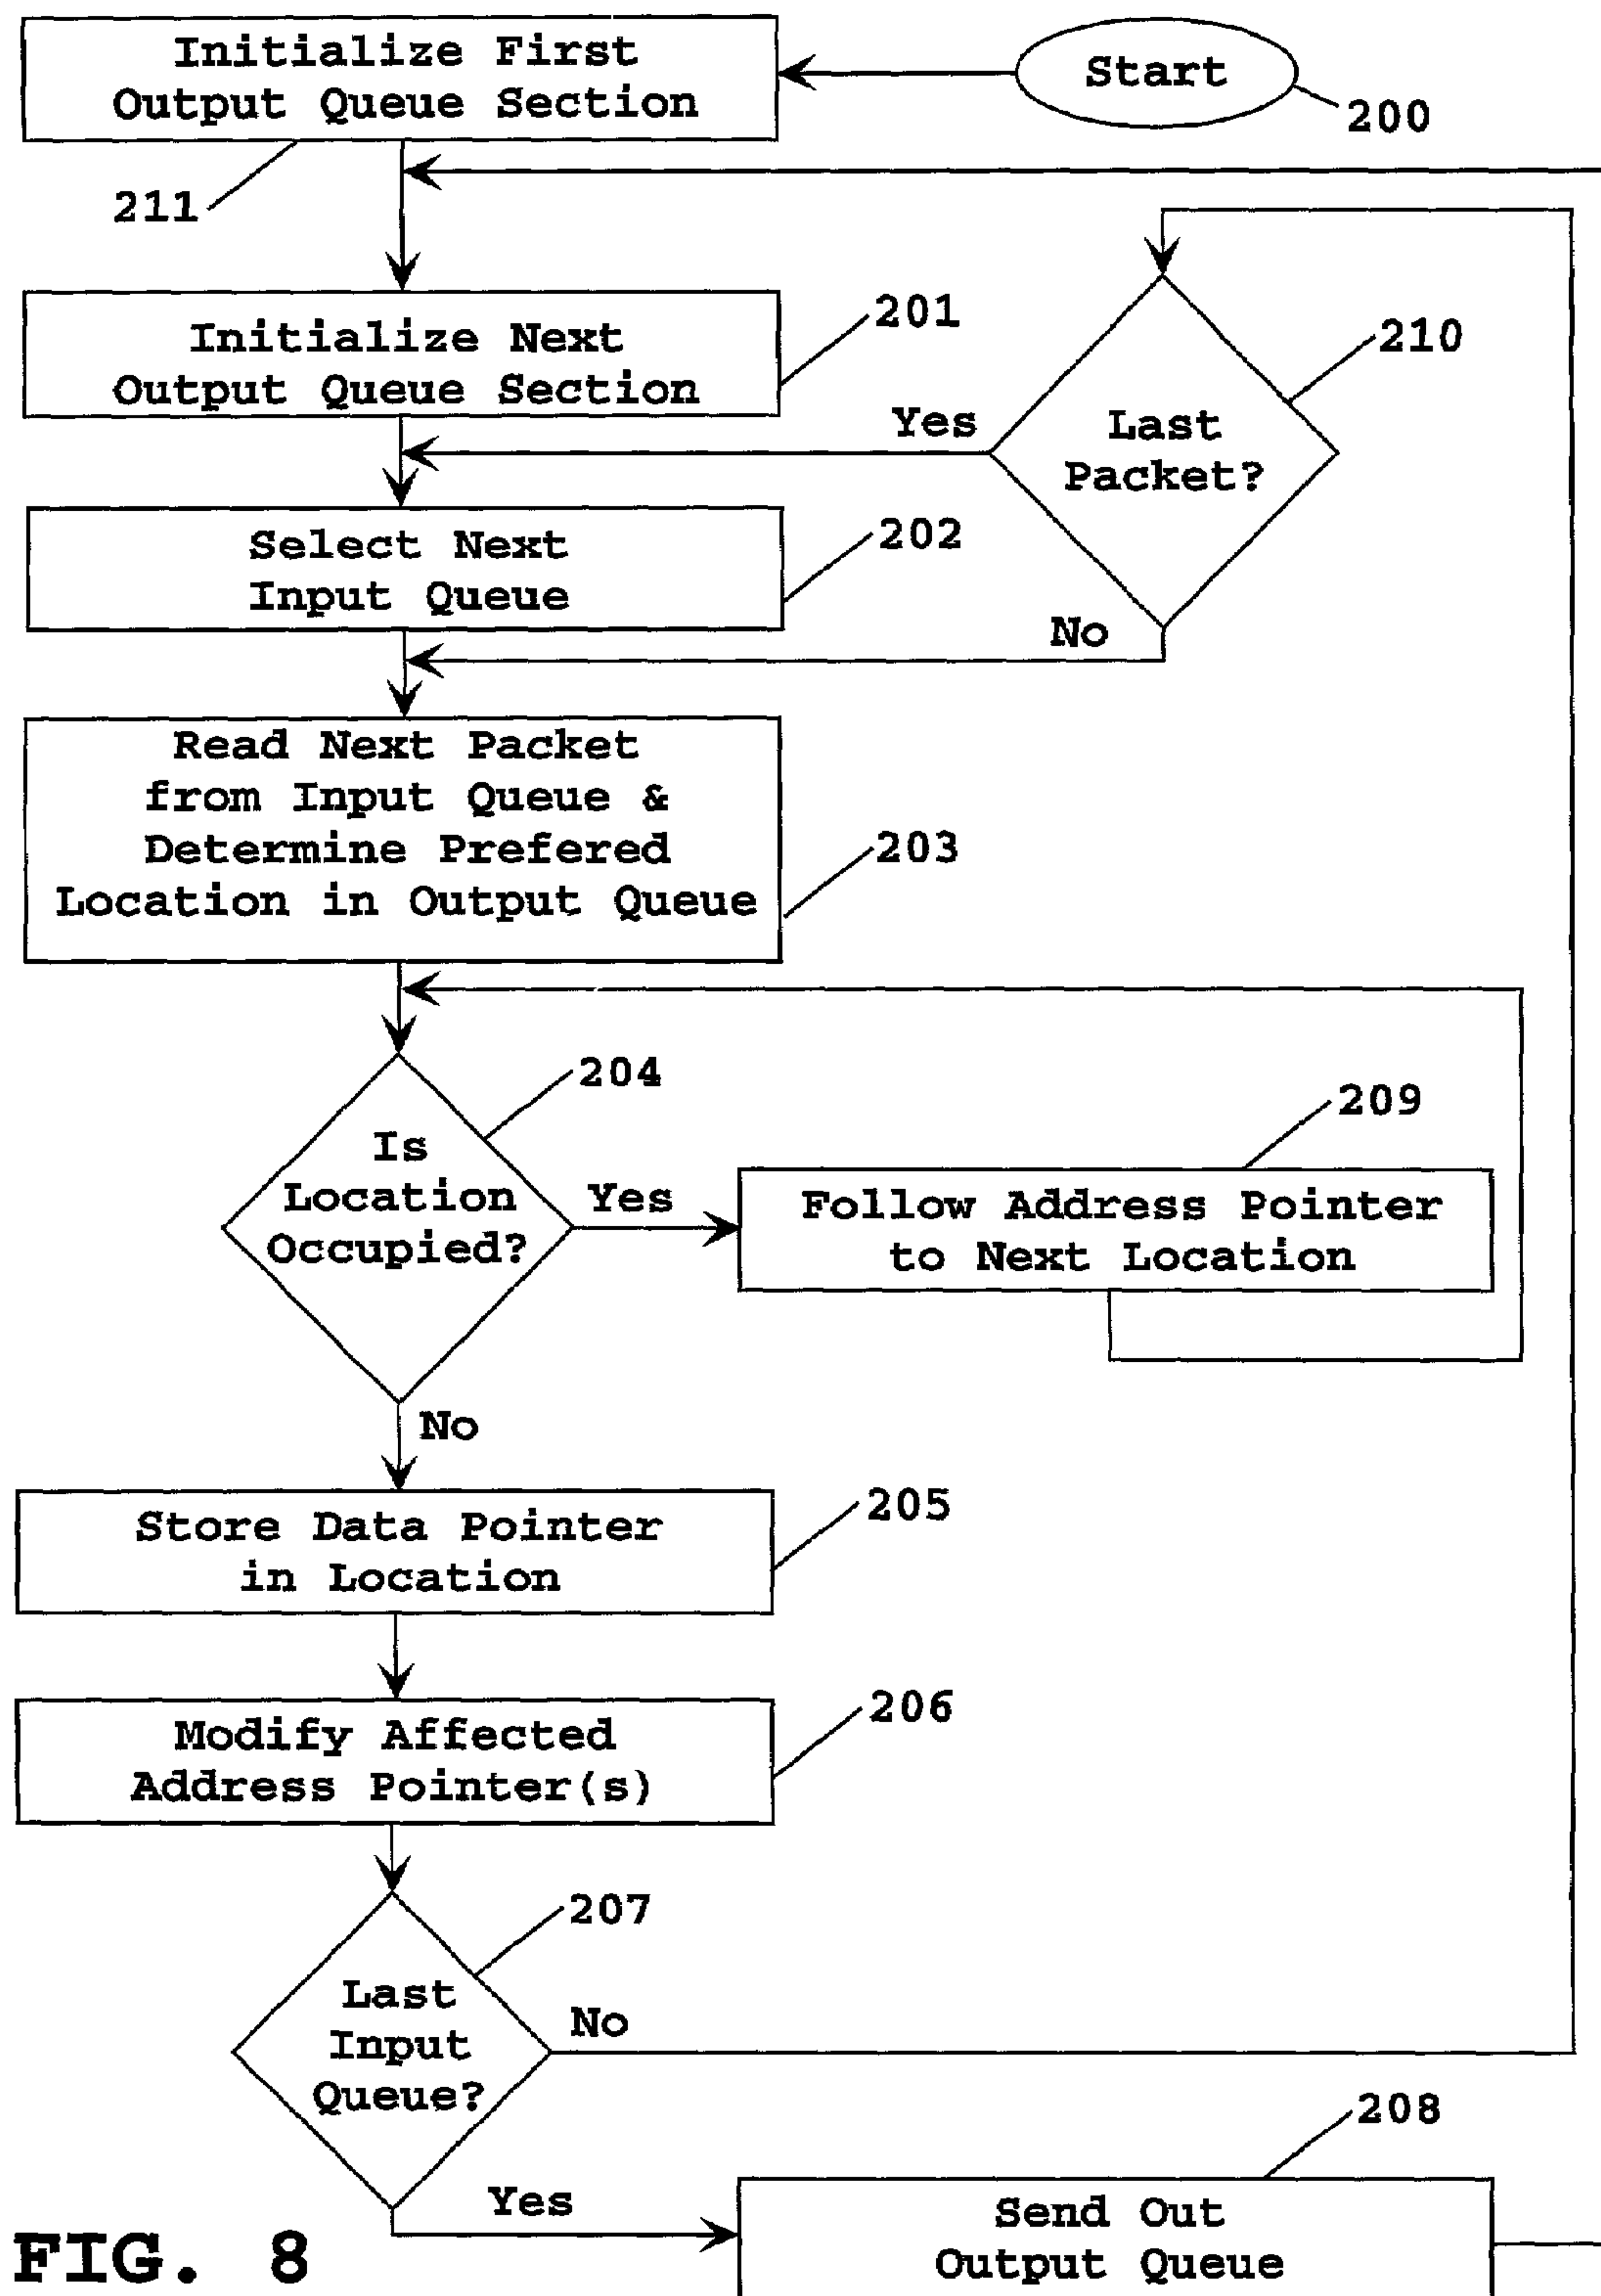 Initialize First
Output Queue Section
Start
200
211
Initialize Next
Output Queue Section
201
210
Yes
Last
Packet?
Select Next
Input Queue
202
No
Read Next Packet
from Input Queue &
Determine Prefered
Location in Output Queue
203
204
Is
Location
Occupied?
Yes
209
Follow Address Pointer
to Next Location
No
Store Data Pointer
in Location
205
Modify Affected
Address Pointer(s)
206
207
Last
Input
Queue?
No
208
Yes
Send Out
Output Queue
FIG. 8